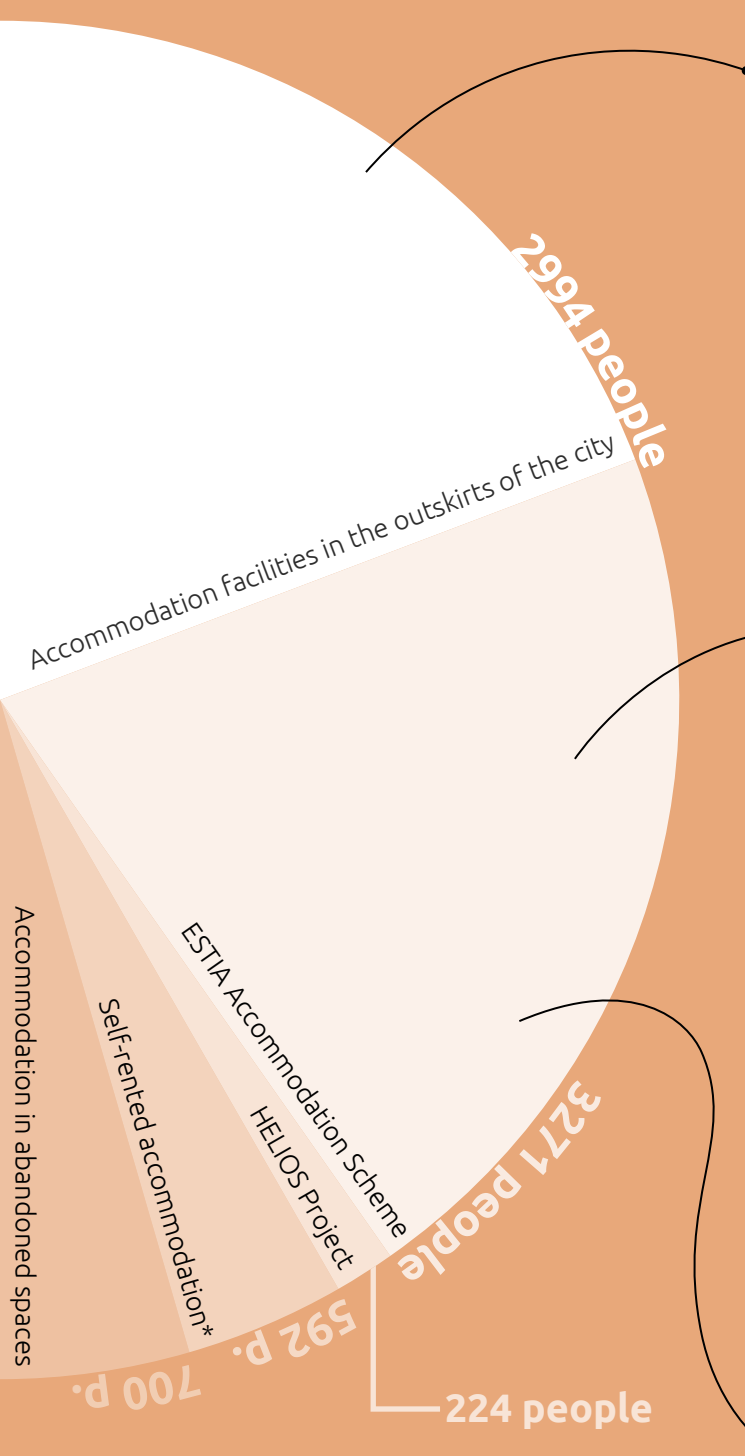 2994 people
Accommodation facilities in the outskirts of the city
3271 people
ESTIA Accommodation Scheme
HELIOS Project
224 people
592 p.
Self-rented accommodation*
700 p.
Accommodation in abandoned spaces